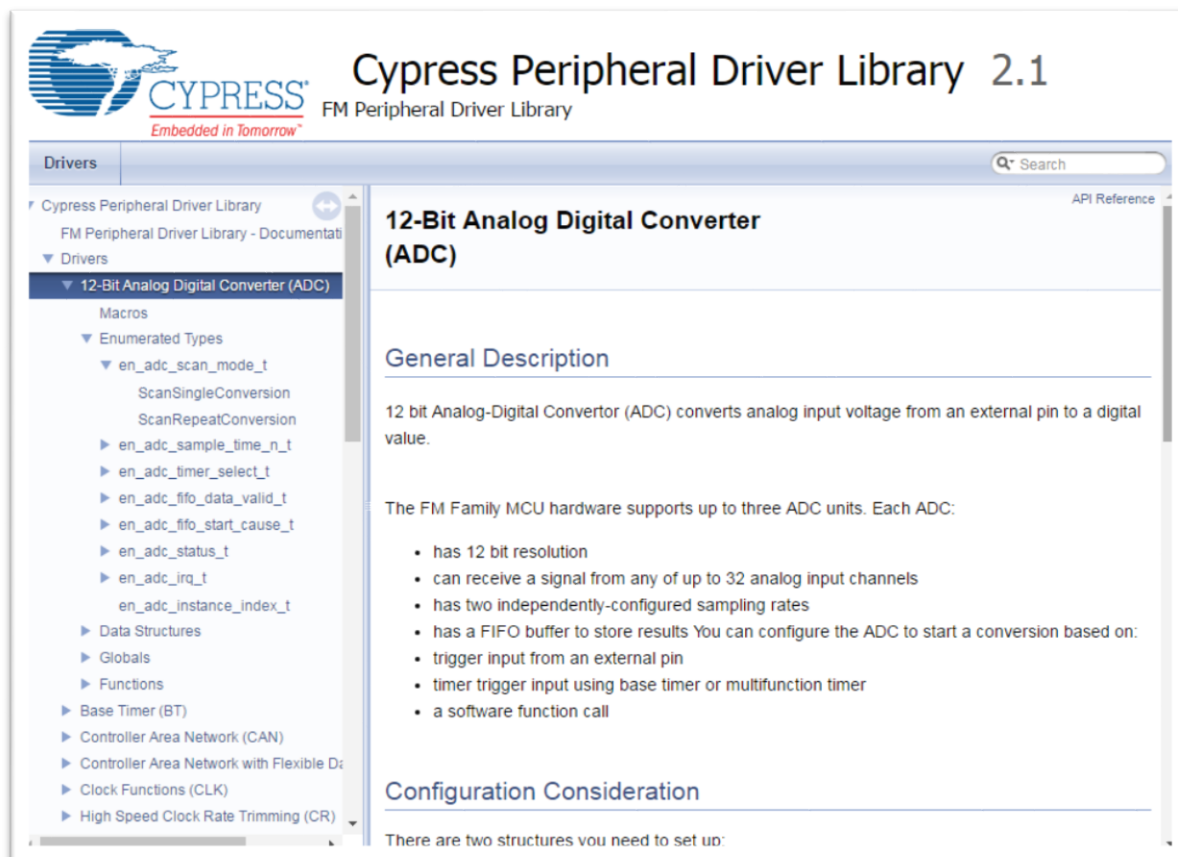 CYPRESS
Embedded in Tomorrow™
Cypress Peripheral Driver Library 2.1
FM Peripheral Driver Library
Drivers
Search
Cypress Peripheral Driver Library
FM Peripheral Driver Library - Documentati
Drivers
12-Bit Analog Digital Converter (ADC)
Macros
Enumerated Types
en_adc_scan_mode_t
ScanSingleConversion
ScanRepeatConversion
en_adc_sample_time_n_t
en_adc_timer_select_t
en_adc_fifo_data_valid_t
en_adc_fifo_start_cause_t
en_adc_status_t
en_adc_irq_t
en_adc_instance_index_t
Data Structures
Globals
Functions
Base Timer (BT)
Controller Area Network (CAN)
Controller Area Network with Flexible Da
Clock Functions (CLK)
High Speed Clock Rate Trimming (CR)
API Reference
12-Bit Analog Digital Converter
(ADC)
General Description
12 bit Analog-Digital Convertor (ADC) converts analog input voltage from an external pin to a digital
value.
The FM Family MCU hardware supports up to three ADC units. Each ADC:
• has 12 bit resolution
• can receive a signal from any of up to 32 analog input channels
• has two independently-configured sampling rates
• has a FIFO buffer to store results You can configure the ADC to start a conversion based on:
• trigger input from an external pin
• timer trigger input using base timer or multifunction timer
• a software function call
Configuration Consideration
There are two structures you need to set up: